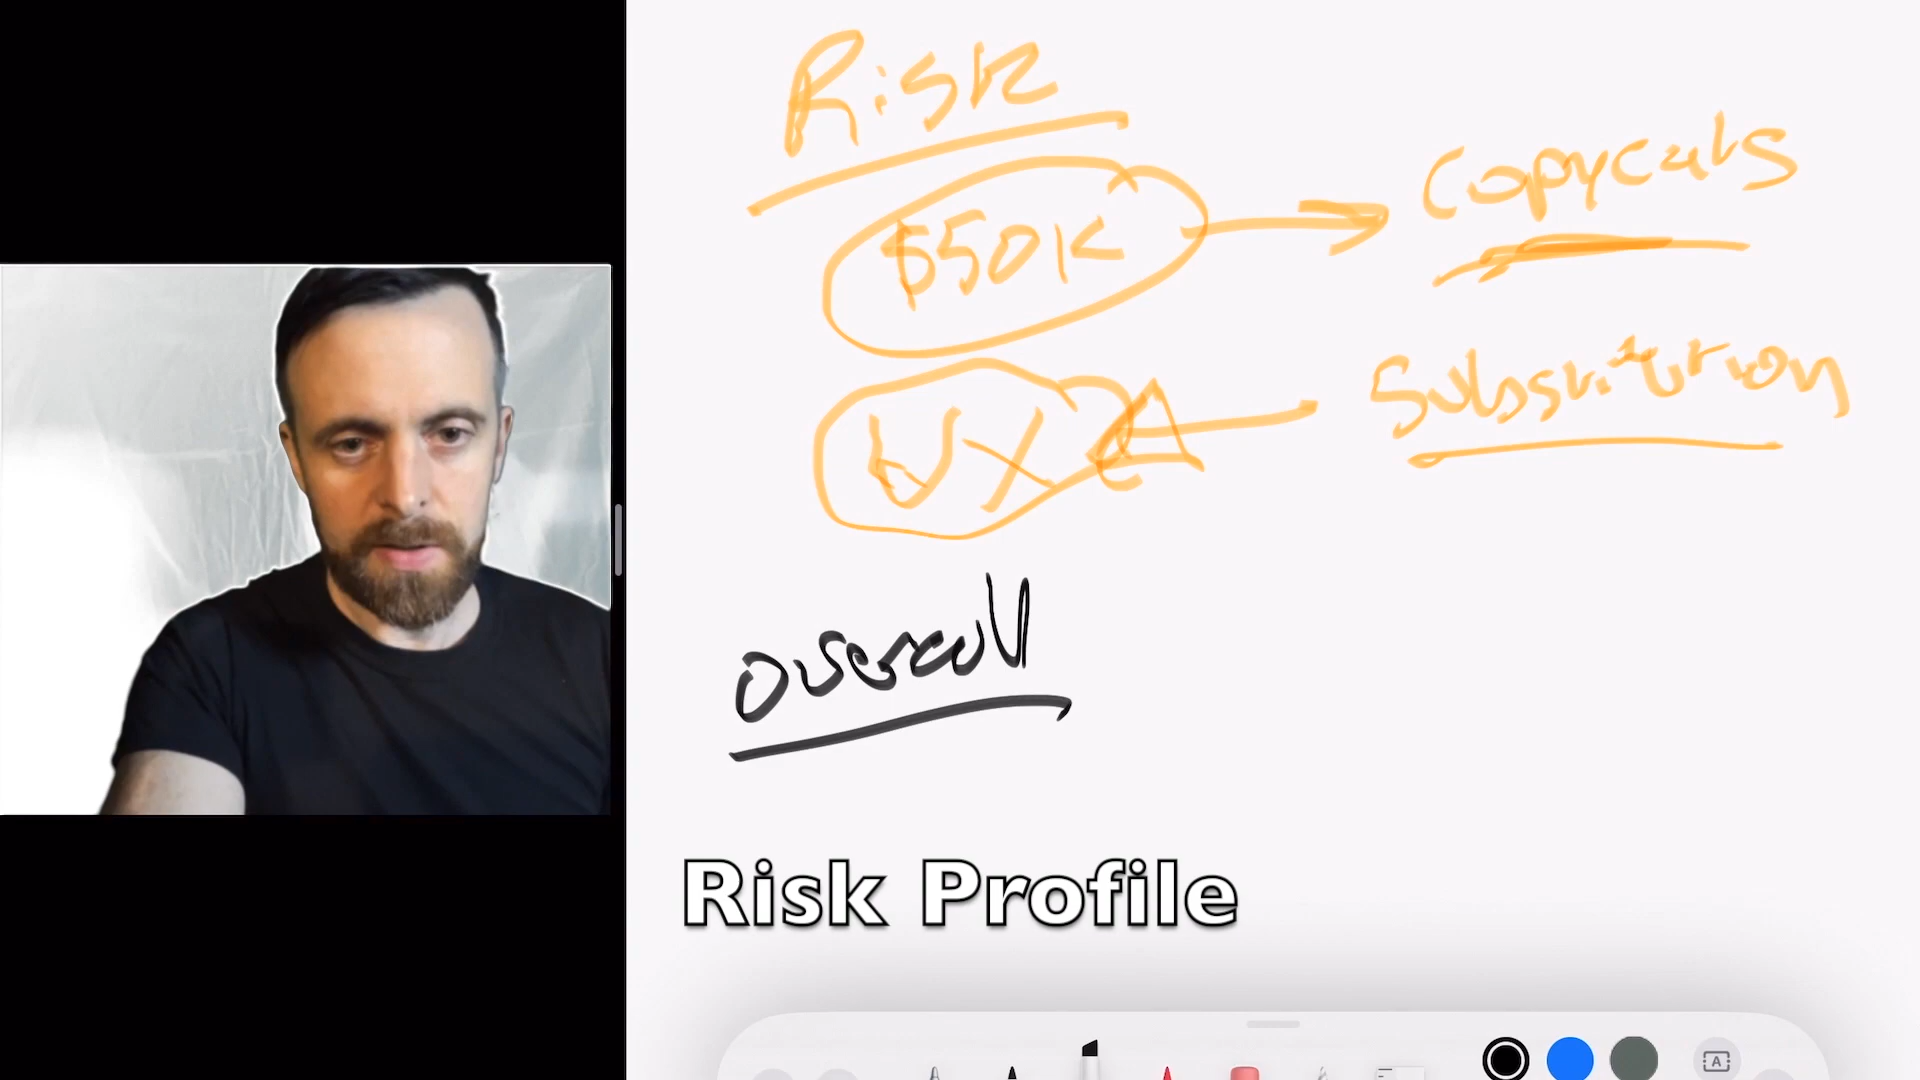 Risk
$50K
Copycats
UX
Substitution
overall
Risk Profile
A